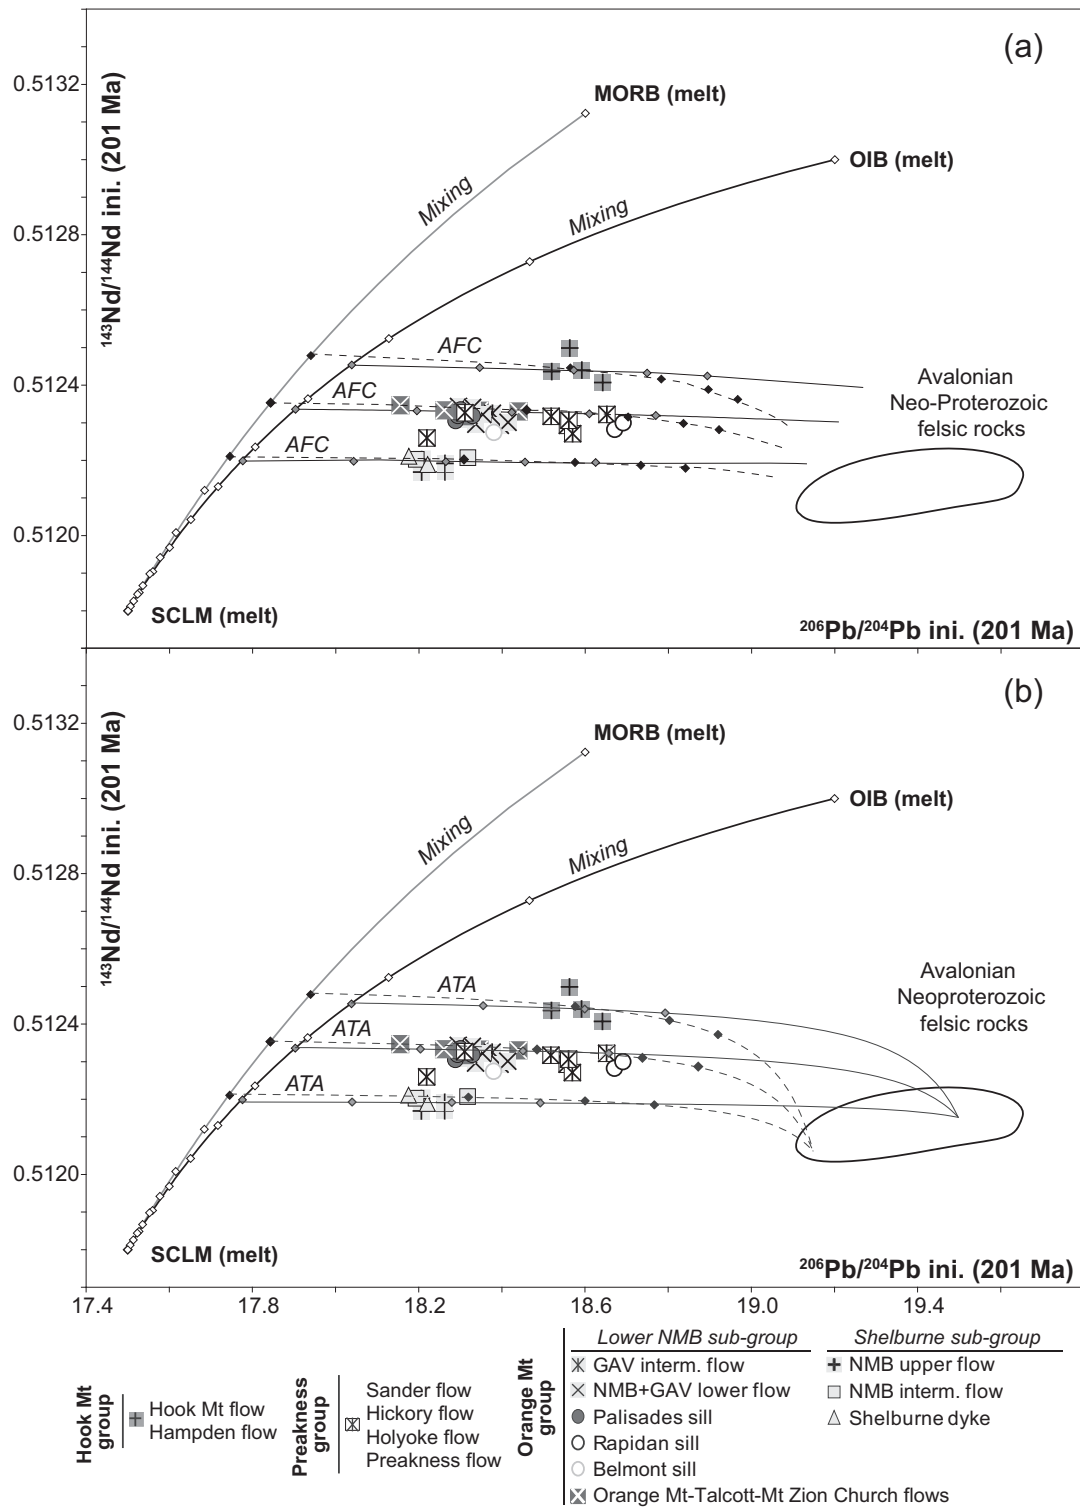 (a)
0.5132
0.5128
0.5124
0.5120
143Nd/144Nd ini. (201 Ma)
MORB (melt)
OIB (melt)
Mixing
Mixing
AFC
AFC
AFC
Avalonian
Neo-Proterozoic
felsic rocks
SCLM (melt)
206Pb/204Pb ini. (201 Ma)
(b)
0.5132
0.5128
0.5124
0.5120
143Nd/144Nd ini. (201 Ma)
MORB (melt)
OIB (melt)
Mixing
Mixing
ATA
ATA
ATA
Avalonian
Neoproterozoic
felsic rocks
SCLM (melt)
206Pb/204Pb ini. (201 Ma)
17.4 17.8 18.2 18.6 19.0 19.4
Hook Mt
group
Hook Mt flow
Hampden flow
Preakness
group
Sander flow
Hickory flow
Holyoke flow
Preakness flow
Orange Mt
group
Lower NMB sub-group
GAV interm. flow
NMB+GAV lower flow
Palisades sill
Rapidan sill
Belmont sill
Orange Mt-Talcott-Mt Zion Church flows
Shelburne sub-group
NMB upper flow
NMB interm. flow
Shelburne dyke